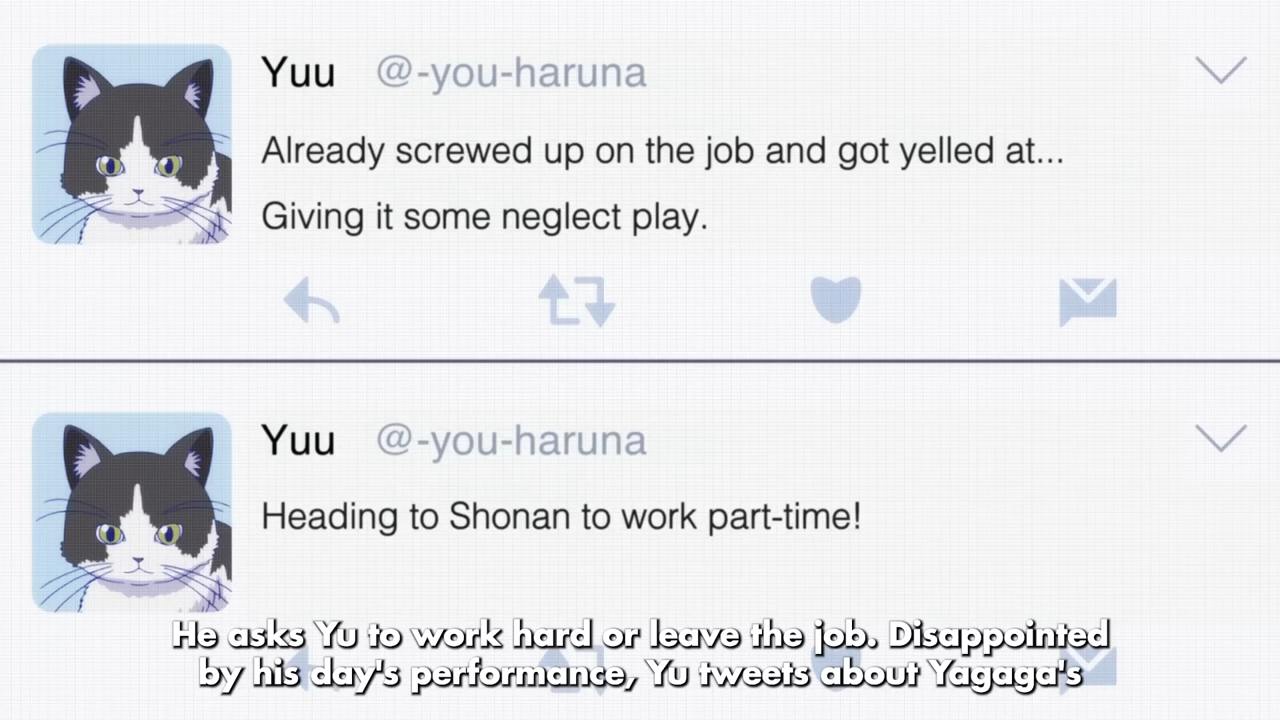 Yuu @-you-haruna
Already screwed up on the job and got yelled at...
Giving it some neglect play.
Yuu @-you-haruna
Heading to Shonan to work part-time!
He asks Yu to work hard or leave the job. Disappointed
by his day's performance, Yu tweets about Yagaga's